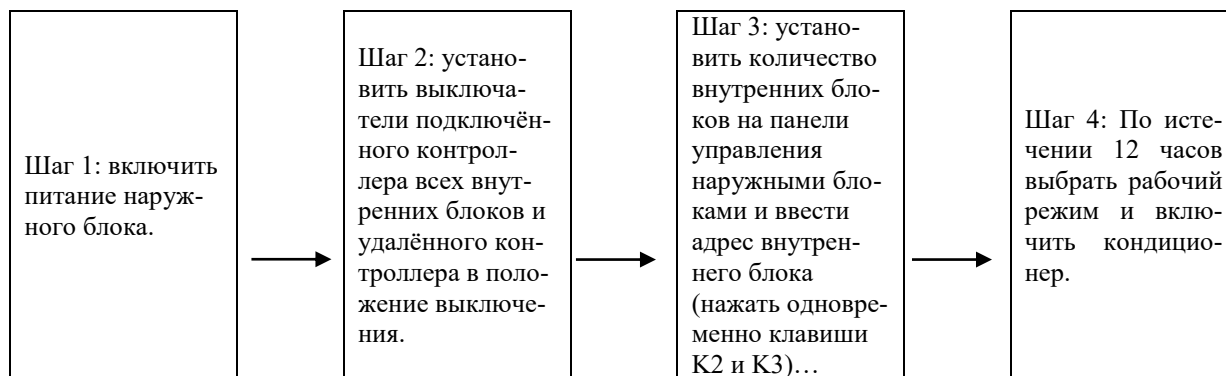 Шаг 1: включить
питание наруж-
ного блока.
Шаг 2: устано-
вить выключа-
тели подключён-
ного контрол-
лера всех внут-
ренних блоков и
удалённого кон-
троллера в поло-
жение выключе-
ния.
Шаг 3: устано-
вить количество
внутренних бло-
ков на панели
управления
наружными бло-
ками и ввести
адрес внутрен-
него блока
(нажать одновре-
менно клавиши
K2 и K3)…
Шаг 4: По исте-
чении 12 часов
выбрать рабочий
режим и вклю-
чить кондицио-
нер.